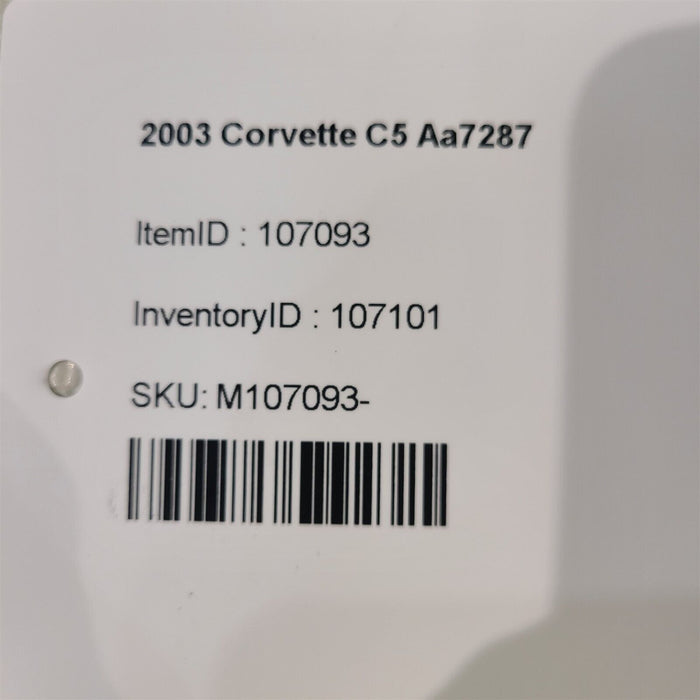 2003 Corvette C5 Aa7287
ItemID : 107093
InventoryID : 107101
SKU: M107093-